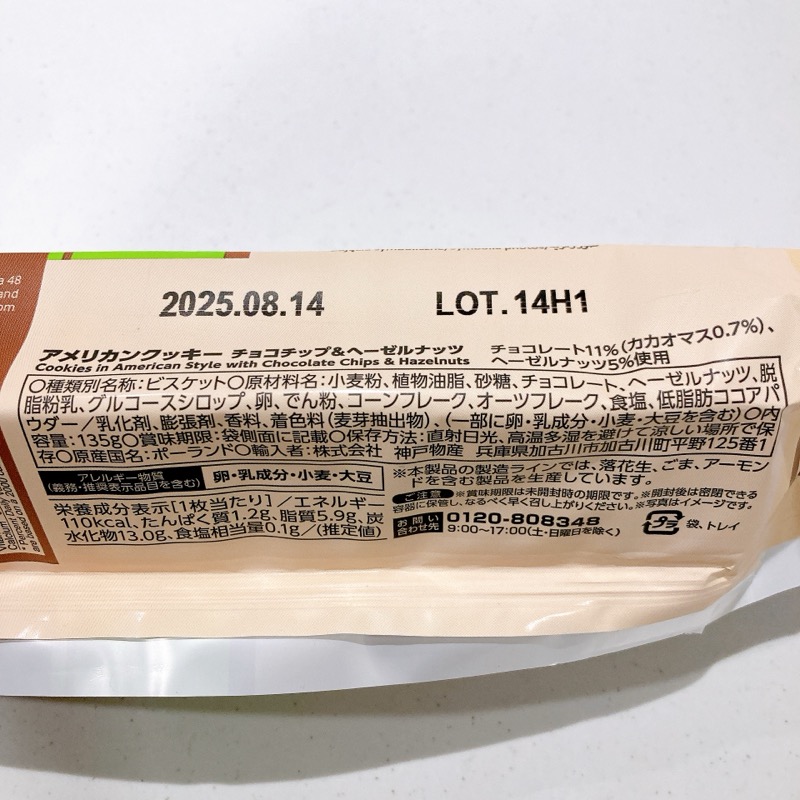 a 48
and
om
2025.08.14 LOT.14H1
アメリカンクッキー チョコチップ&ヘーゼルナッツ
Cookies in American Style with Chocolate Chips & Hazelnuts
チョコレート11%(カカオマス0.7%)、
ヘーゼルナッツ5%使用
〇種類別名称:ビスケット〇原材料名:小麦粉、植物油脂、砂糖、チョコレート、ヘーゼルナッツ、脱
脂粉乳、グルコースシロップ、卵、でん粉、コーンフレーク、オーツフレーク、食塩、低脂肪ココアパ
ウダー/乳化剤、膨張剤、香料、着色料(麦芽抽出物)、(一部に卵・乳成分・小麦・大豆を含む)〇内
容量:135g〇賞味期限:袋側面に記載〇保存方法:直射日光、高温多湿を避けて涼しい場所で保
存〇原産国名:ポーランド〇輸入者:株式会社 神戸物産 兵庫県加古川市加古川町平野125番1
アレルギー物質
(義務・推奨表示品目を含む)
卵・乳成分・小麦・大豆
栄養成分表示[1枚当たり]/エネルギー
110kcal、たんぱく質1.2g、脂質5.9g、炭
水化物13.0g、食塩相当量0.1g/(推定値)
※本製品の製造ラインでは、落花生、ごま、アーモン
ドを含む製品を生産しています。
ご注意 ※賞味期限は未開封時の期限です。※開封後は密閉できる
容器に保管し、なるべく早く召し上がりください。※写真はイメージです。
お問い
合わせ先
0120-808348
9:00〜17:00(土・日曜日を除く)
プラ 袋、トレイ